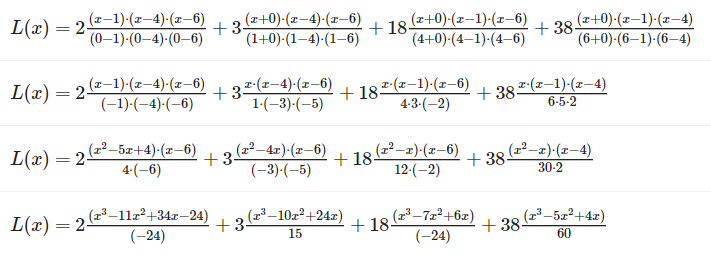 L(x) = 2 (x−1)·(x−4)·(x−6)/(0−1)·(0−4)·(0−6) + 3 (x+0)·(x−4)·(x−6)/(1+0)·(1−4)·(1−6) + 18 (x+0)·(x−1)·(x−6)/(4+0)·(4−1)·(4−6) + 38 (x+0)·(x−1)·(x−4)/(6+0)·(6−1)·(6−4)
L(x) = 2 (x−1)·(x−4)·(x−6)/(−1)·(−4)·(−6) + 3 x·(x−4)·(x−6)/1·(−3)·(−5) + 18 x·(x−1)·(x−6)/4·3·(−2) + 38 x·(x−1)·(x−4)/6·5·2
L(x) = 2 (x²−5x+4)·(x−6)/4·(−6) + 3 (x²−4x)·(x−6)/(−3)·(−5) + 18 (x²−x)·(x−6)/12·(−2) + 38 (x²−x)·(x−4)/30·2
L(x) = 2 (x³−11x²+34x−24)/(−24) + 3 (x³−10x²+24x)/15 + 18 (x³−7x²+6x)/(−24) + 38 (x³−5x²+4x)/60